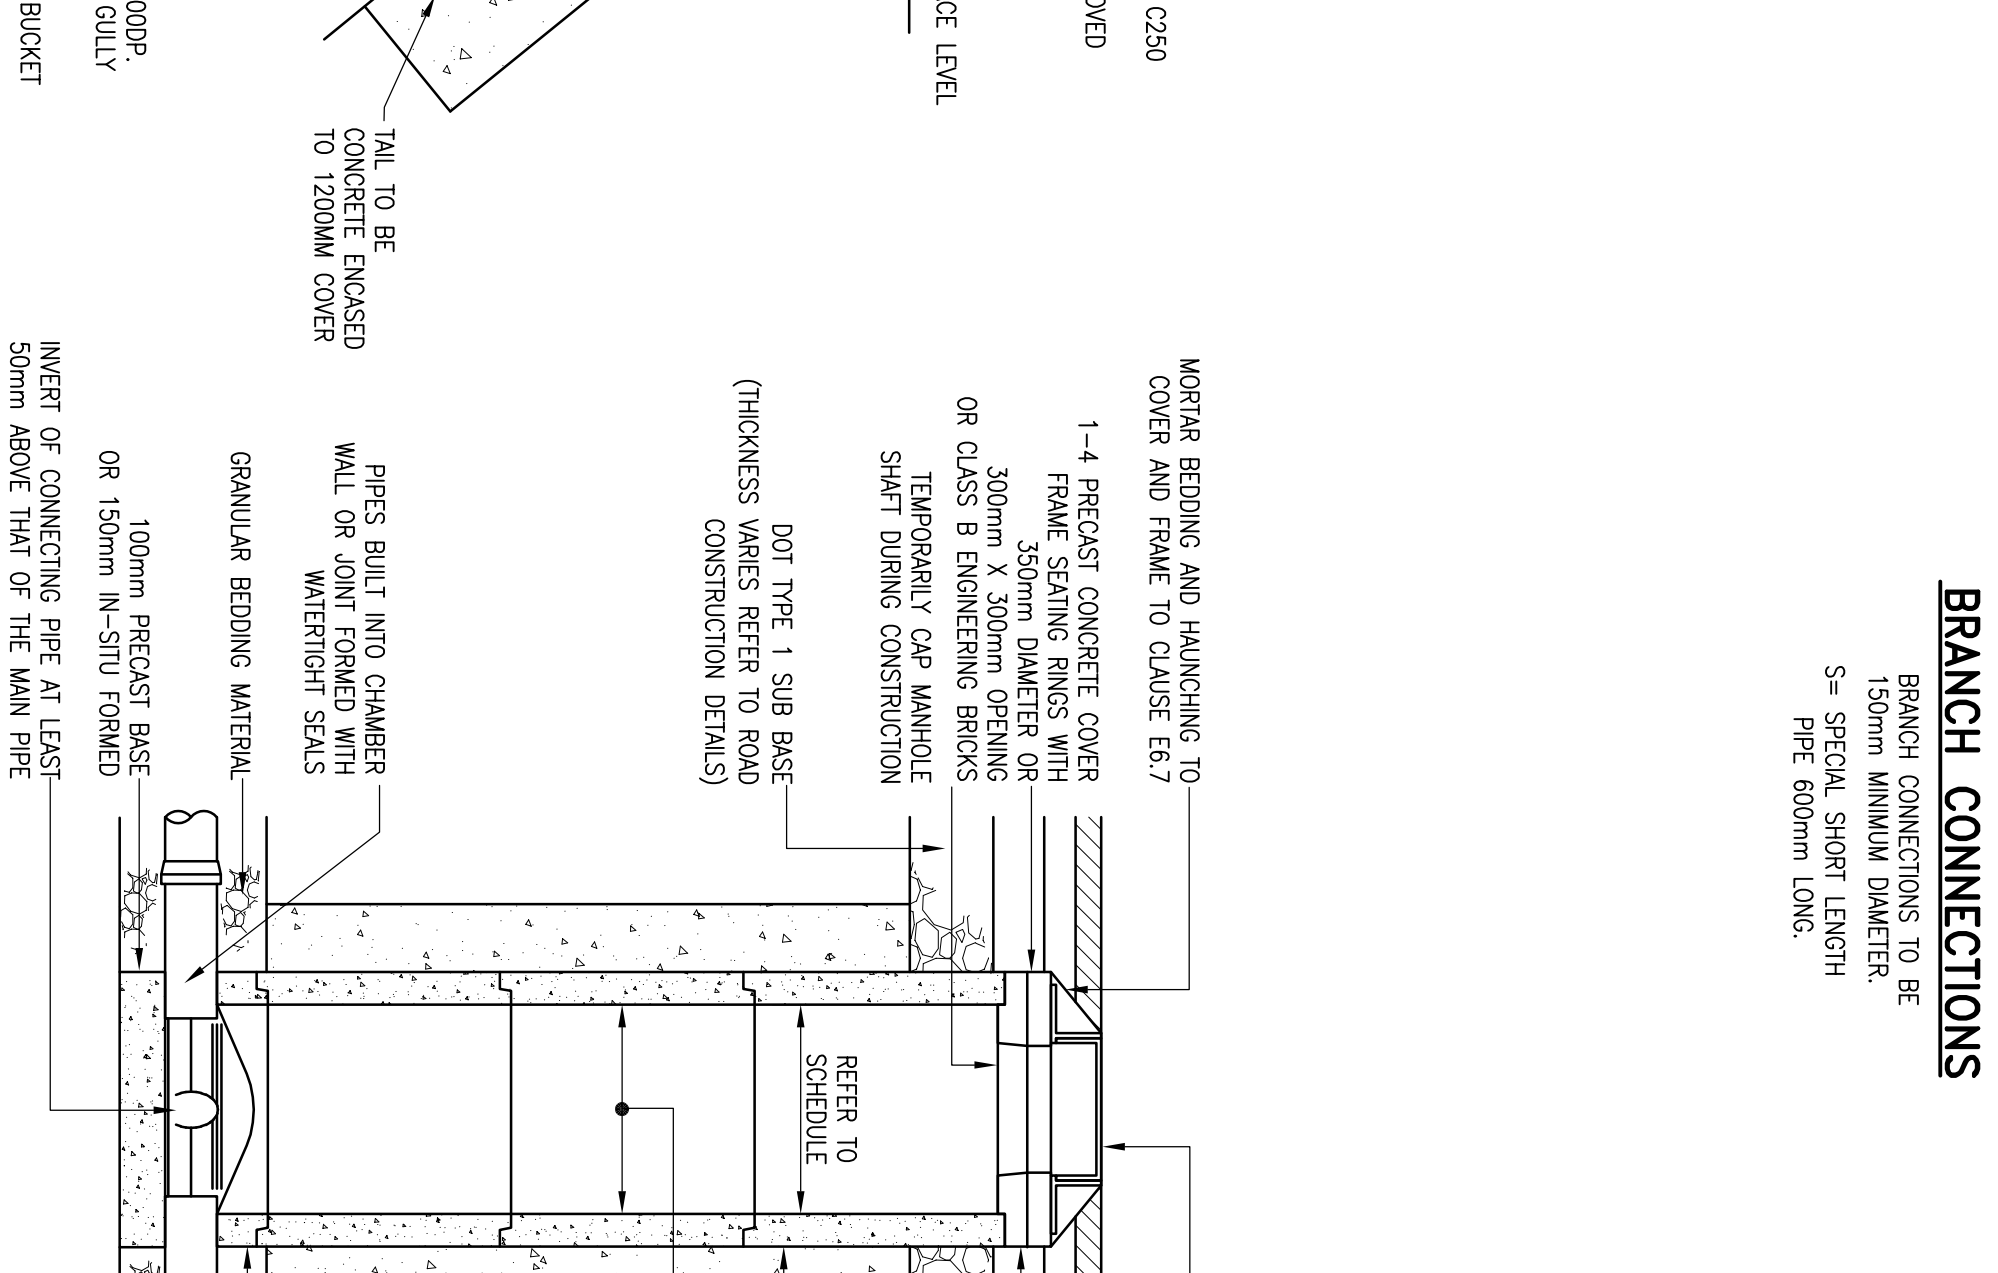 BRANCH CONNECTIONS
BRANCH CONNECTIONS TO BE
150mm MINIMUM DIAMETER.
S= SPECIAL SHORT LENGTH
PIPE 600mm LONG.
C250
OVED
CE LEVEL
TAIL TO BE
CONCRETE ENCASED
TO 1200MM COVER
00DP.
GULLY
BUCKET
MORTAR BEDDING AND HAUNCHING TO
COVER AND FRAME TO CLAUSE E6.7
1-4 PRECAST CONCRETE COVER
FRAME SEATING RINGS WITH
350mm DIAMETER OR
300mm X 300mm OPENING
OR CLASS B ENGINEERING BRICKS
TEMPORARILY CAP MANHOLE
SHAFT DURING CONSTRUCTION
DOT TYPE 1 SUB BASE
(THICKNESS VARIES REFER TO ROAD
CONSTRUCTION DETAILS)
PIPES BUILT INTO CHAMBER
WALL OR JOINT FORMED WITH
WATERTIGHT SEALS
GRANULAR BEDDING MATERIAL
100mm PRECAST BASE
OR 150mm IN-SITU FORMED
INVERT OF CONNECTING PIPE AT LEAST
50mm ABOVE THAT OF THE MAIN PIPE
REFER TO
SCHEDULE